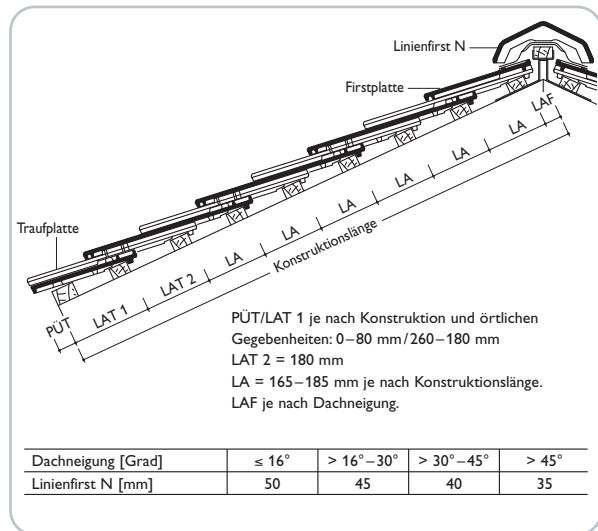 Linienfirst N
Firstplatte
LAF
LA
LA
LA
LA
LA
LA
Konstruktionslänge
Traufplatte
LAT 2
LAT 1
PÜT
PÜT/LAT 1 je nach Konstruktion und örtlichen
Gegebenheiten: 0–80 mm/260–180 mm
LAT 2 = 180 mm
LA = 165–185 mm je nach Konstruktionslänge.
LAF je nach Dachneigung.
Dachneigung [Grad] ≤ 16° > 16°–30° > 30°–45° > 45°
Linienfirst N [mm] 50 45 40 35